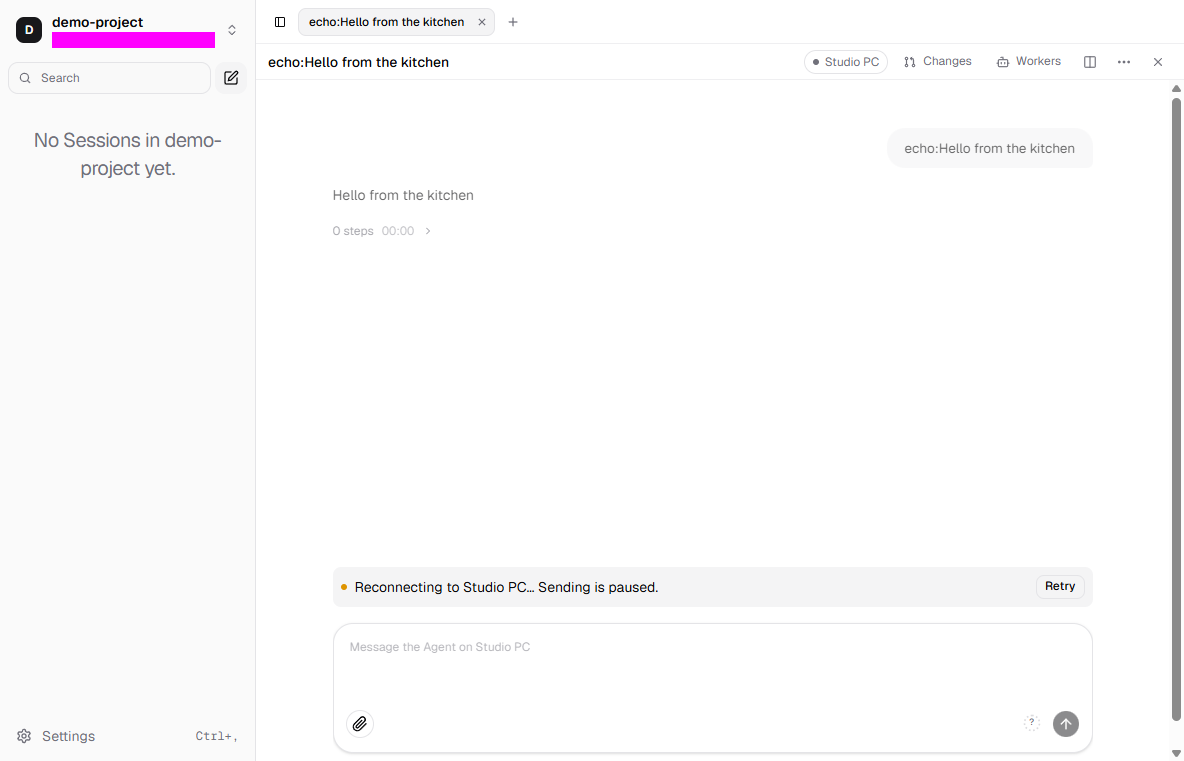 D
demo-project
Search
No Sessions in demo-
project yet.
Settings
Ctrl+,
echo:Hello from the kitchen
echo:Hello from the kitchen
Studio PC
Changes
Workers
echo:Hello from the kitchen
Hello from the kitchen
0 steps 00:00
Reconnecting to Studio PC… Sending is paused.
Retry
Message the Agent on Studio PC
?